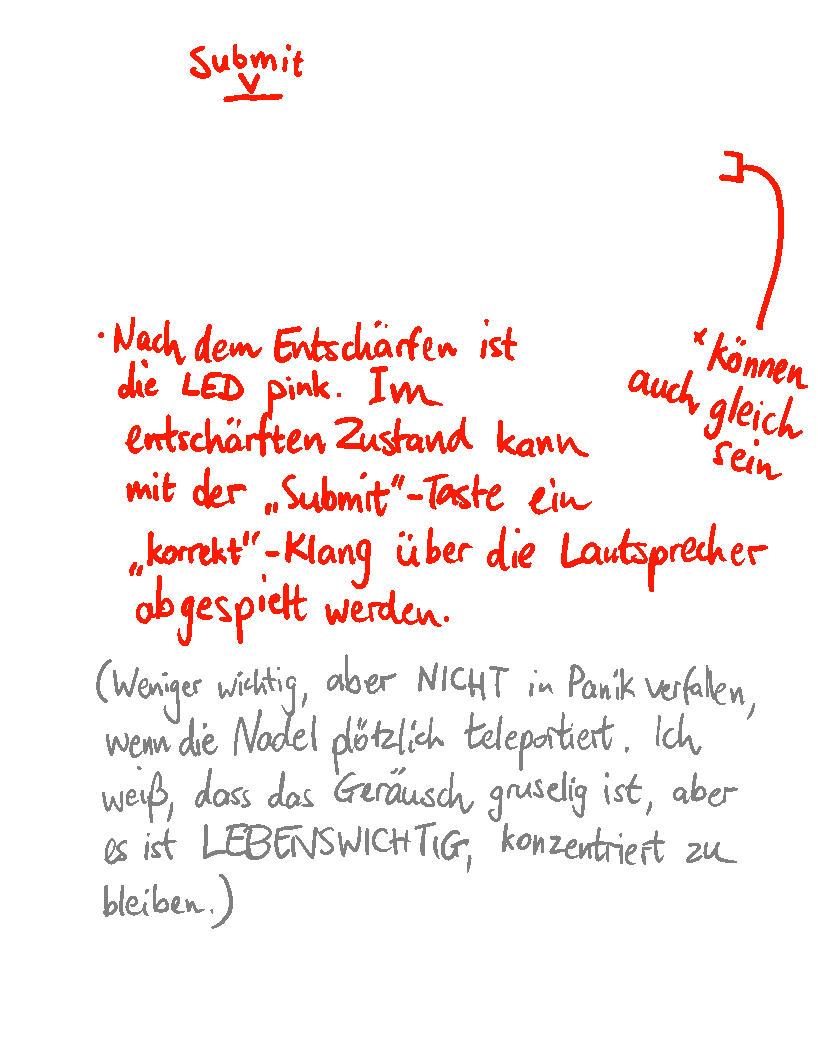 Submit
· Nach dem Entschärfen ist
die LED pink. Im
entschärften Zustand kann
mit der „Submit“-Taste ein
„korrekt“-Klang über die Lautsprecher
abgespielt werden.
* können
auch gleich
sein
(Weniger wichtig, aber NICHT in Panik verfallen,
wenn die Nadel plötzlich teleportiert. Ich
weiß, dass das Geräusch gruselig ist, aber
es ist LEBENSWICHTIG, konzentriert zu
bleiben.)